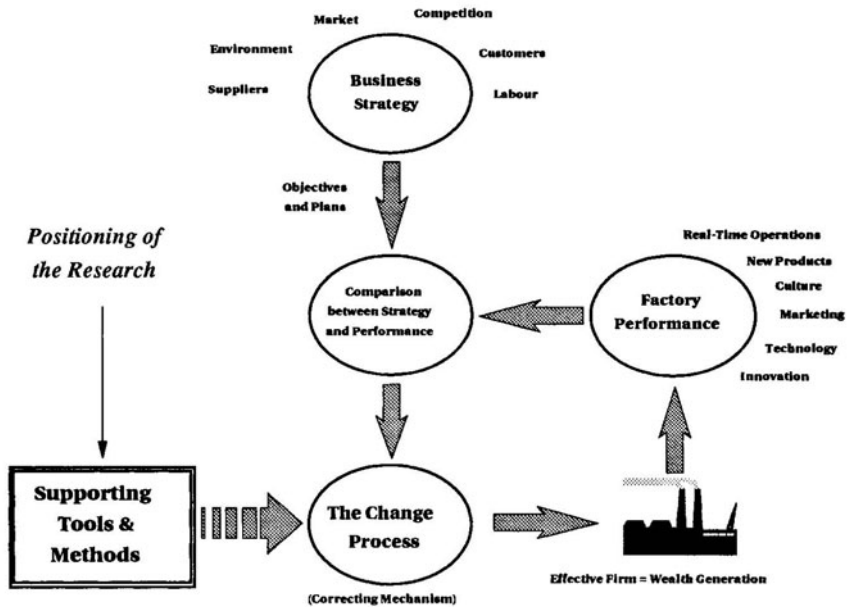 Market
Competition
Environment
Customers
Suppliers
Labour
Business
Strategy
Objectives
and Plans
Positioning of
the Research
Comparison
between Strategy
and Performance
Factory
Performance
Real-Time Operations
New Products
Culture
Marketing
Technology
Innovation
Supporting
Tools &
Methods
The Change
Process
(Correcting Mechanism)
Effective Firm = Wealth Generation